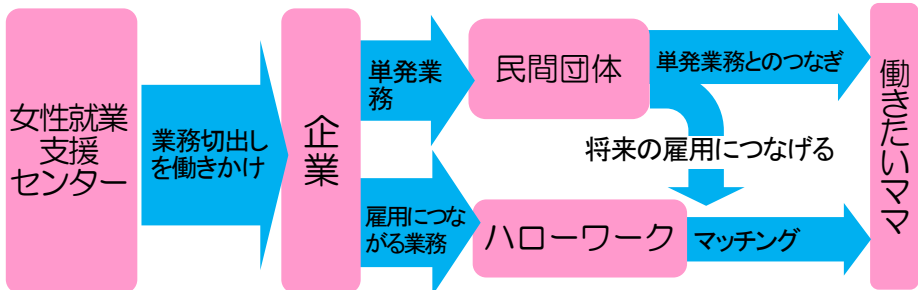 女性就業
支援
センター
業務切出し
を働きかけ
企業
単発業
務
雇用につな
がる業務
民間団体
ハローワーク
単発業務とのつなぎ
将来の雇用につなげる
マッチング
働きたいママ